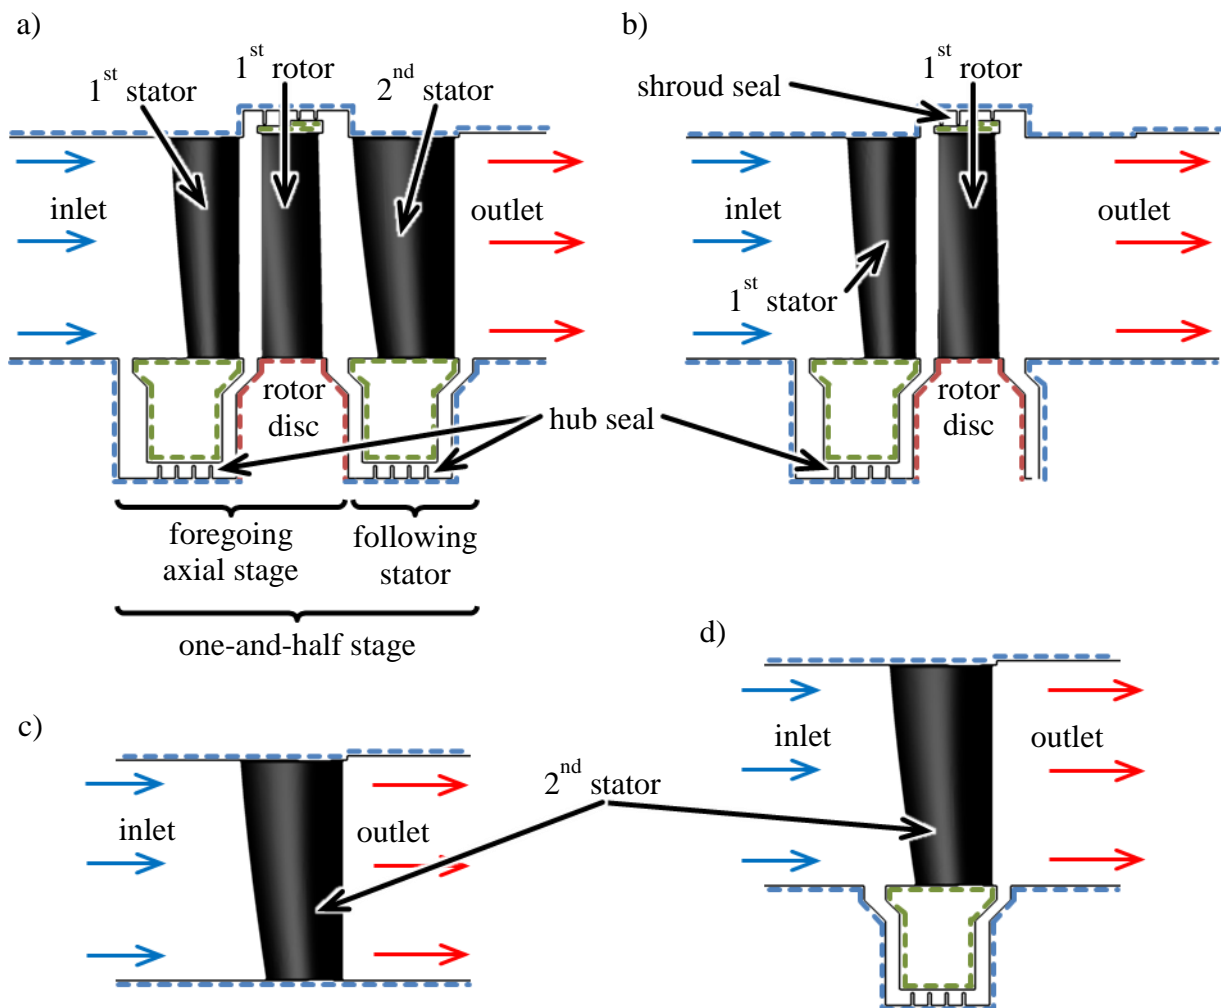 a)
1st stator
1st rotor
2nd stator
inlet
outlet
rotor
disc
hub seal
foregoing
axial stage
following
stator
one-and-half stage
b)
shroud seal
1st rotor
inlet
outlet
1st stator
rotor
disc
c)
inlet
outlet
2nd stator
d)
inlet
outlet